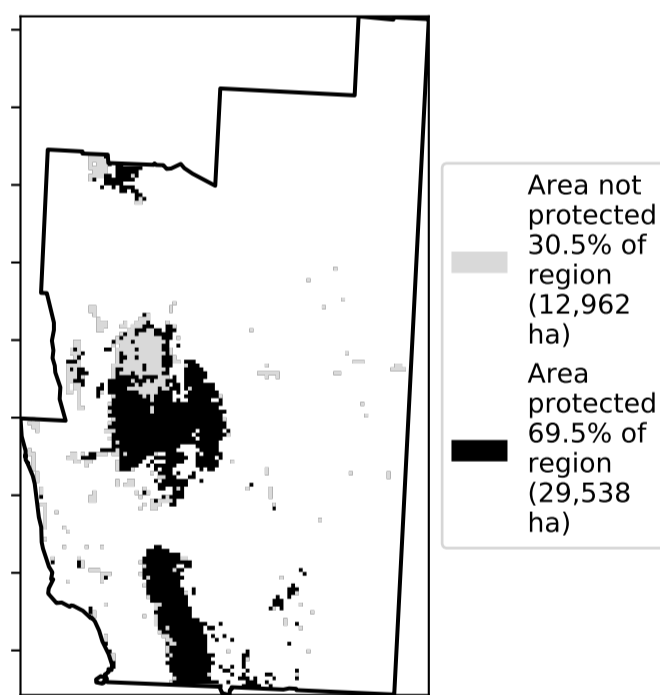 Area not
protected
30.5% of
region
(12,962
ha)
Area
protected
69.5% of
region
(29,538
ha)